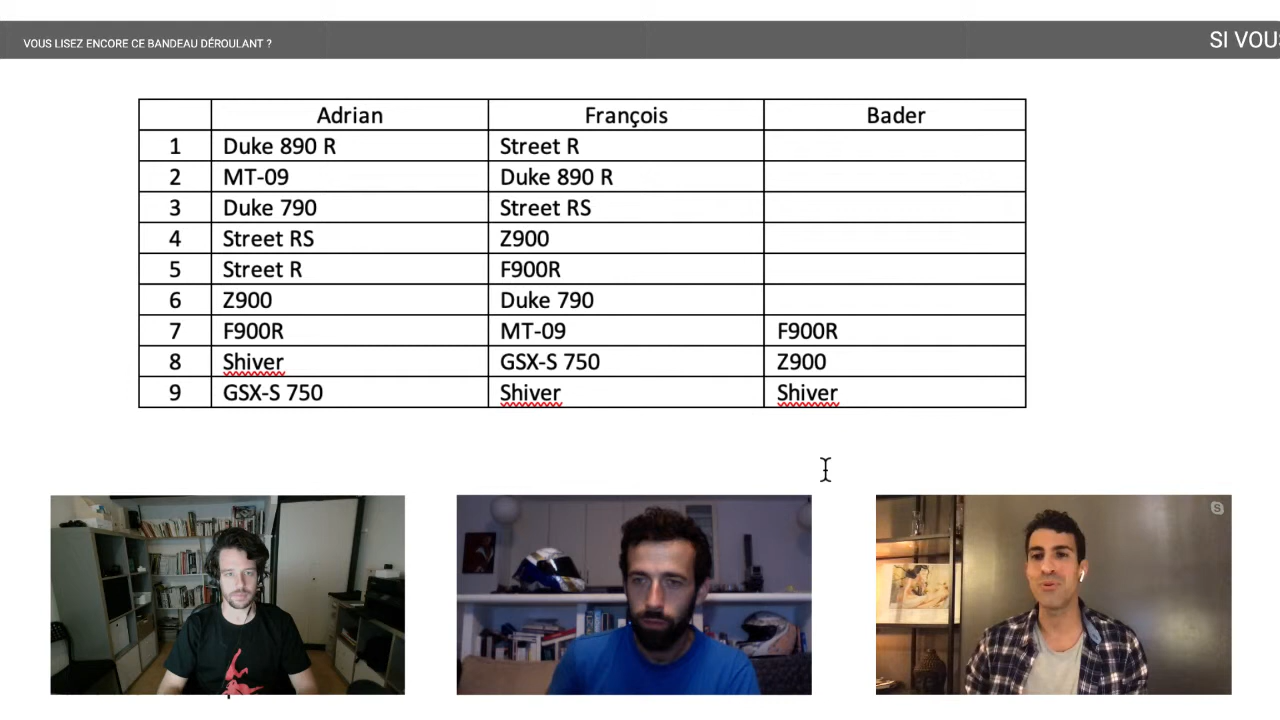 VOUS LISEZ ENCORE CE BANDEAU DÉROULANT ?
SI VOUS
Adrian François Bader
1 Duke 890 R Street R
2 MT-09 Duke 890 R
3 Duke 790 Street RS
4 Street RS Z900
5 Street R F900R
6 Z900 Duke 790
7 F900R MT-09 F900R
8 Shiver GSX-S 750 Z900
9 GSX-S 750 Shiver Shiver